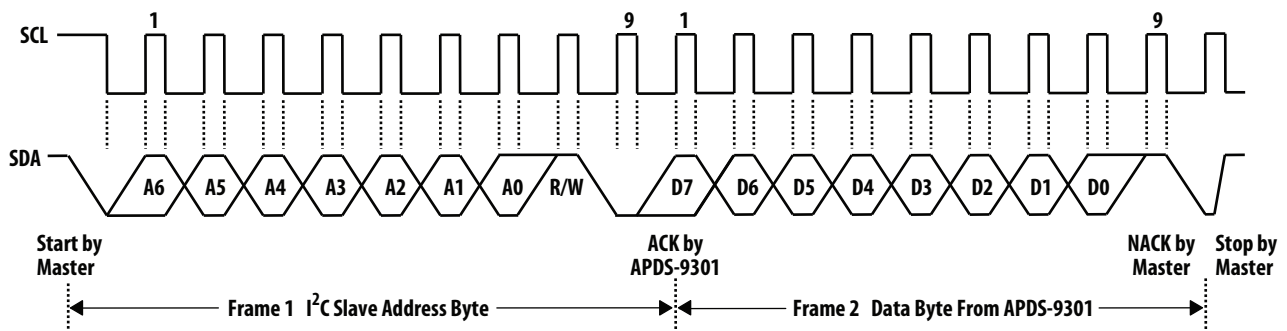 1 9 1 9
SCL
SDA
A6 A5 A4 A3 A2 A1 A0 R/W D7 D6 D5 D4 D3 D2 D1 D0
Start by
Master
ACK by
APDS-9301
NACK by
Master
Stop by
Master
Frame 1 I²C Slave Address Byte
Frame 2 Data Byte From APDS-9301